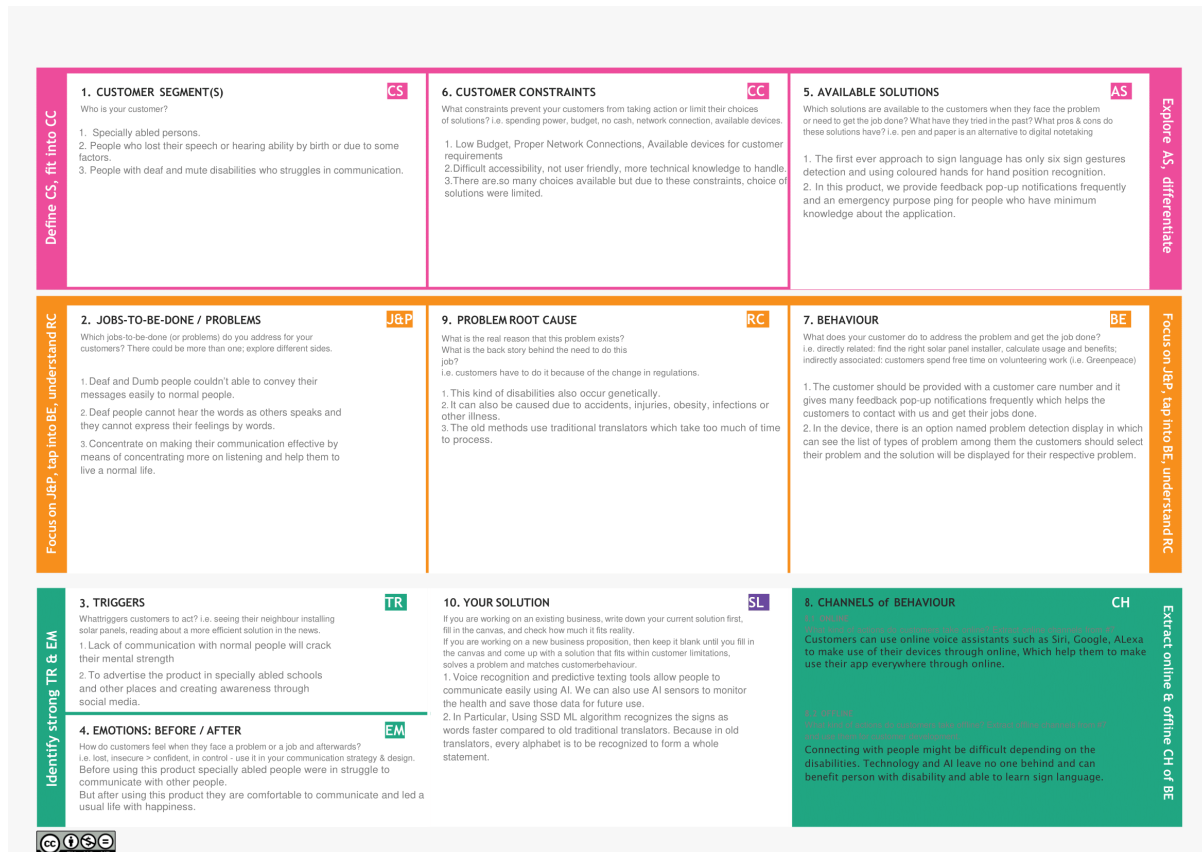 Define CS, fit into CC
1. CUSTOMER SEGMENT(S)
CS
Who is your customer?
1. Specially abled persons.
2. People who lost their speech or hearing ability by birth or due to some
factors.
3. People with deaf and mute disabilities who struggles in communication.
6. CUSTOMER CONSTRAINTS
CC
What constraints prevent your customers from taking action or limit their choices
of solutions? i.e. spending power, budget, no cash, network connection, available devices.
1. Low Budget, Proper Network Connections, Available devices for customer
requirements
2.Difficult accessibility, not user friendly, more technical knowledge to handle.
3.There are.so many choices available but due to these constraints, choice of
solutions were limited.
5. AVAILABLE SOLUTIONS
AS
Which solutions are available to the customers when they face the problem
or need to get the job done? What have they tried in the past? What pros & cons do
these solutions have? i.e. pen and paper is an alternative to digital notetaking
1. The first ever approach to sign language has only six sign gestures
detection and using coloured hands for hand position recognition.
2. In this product, we provide feedback pop-up notifications frequently
and an emergency purpose ping for people who have minimum
knowledge about the application.
Explore AS, differentiate
Focus on J&P, tap into BE, understand RC
2. JOBS-TO-BE-DONE / PROBLEMS
J&P
Which jobs-to-be-done (or problems) do you address for your
customers? There could be more than one; explore different sides.
1. Deaf and Dumb people couldn't able to convey their
messages easily to normal people.
2. Deaf people cannot hear the words as others speaks and
they cannot express their feelings by words.
3. Concentrate on making their communication effective by
means of concentrating more on listening and help them to
live a normal life.
9. PROBLEM ROOT CAUSE
RC
What is the real reason that this problem exists?
What is the back story behind the need to do this
job?
i.e. customers have to do it because of the change in regulations.
1. This kind of disabilities also occur genetically.
2. It can also be caused due to accidents, injuries, obesity, infections or
other illness.
3. The old methods use traditional translators which take too much of time
to process.
7. BEHAVIOUR
BE
What does your customer do to address the problem and get the job done?
i.e. directly related: find the right solar panel installer, calculate usage and benefits;
indirectly associated: customers spend free time on volunteering work (i.e. Greenpeace)
1. The customer should be provided with a customer care number and it
gives many feedback pop-up notifications frequently which helps the
customers to contact with us and get their jobs done.
2. In the device, there is an option named problem detection display in which
can see the list of types of problem among them the customers should select
their problem and the solution will be displayed for their respective problem.
Focus on J&P, tap into BE, understand RC
Identify strong TR & EM
3. TRIGGERS
TR
Whattriggers customers to act? i.e. seeing their neighbour installing
solar panels, reading about a more efficient solution in the news.
1. Lack of communication with normal people will crack
their mental strength
2. To advertise the product in specially abled schools
and other places and creating awareness through
social media.
4. EMOTIONS: BEFORE / AFTER
EM
How do customers feel when they face a problem or a job and afterwards?
i.e. lost, insecure > confident, in control - use it in your communication strategy & design.
Before using this product specially abled people were in struggle to
communicate with other people.
But after using this product they are comfortable to communicate and led a
usual life with happiness.
10. YOUR SOLUTION
SL
If you are working on an existing business, write down your current solution first,
fill in the canvas, and check how much it fits reality.
If you are working on a new business proposition, then keep it blank until you fill in
the canvas and come up with a solution that fits within customer limitations,
solves a problem and matches customerbehaviour.
1. Voice recognition and predictive texting tools allow people to
communicate easily using AI. We can also use AI sensors to monitor
the health and save those data for future use.
2. In Particular, Using SSD ML algorithm recognizes the signs as
words faster compared to old traditional translators. Because in old
translators, every alphabet is to be recognized to form a whole
statement.
8. CHANNELS of BEHAVIOUR
CH
Customers can use online voice assistants such as Siri, Google, ALexa
to make use of their devices through online, Which help them to make
use their app everywhere through online.
Connecting with people might be difficult depending on the
disabilities. Technology and AI leave no one behind and can
benefit person with disability and able to learn sign language.
Extract online & offline CH of BE
cc